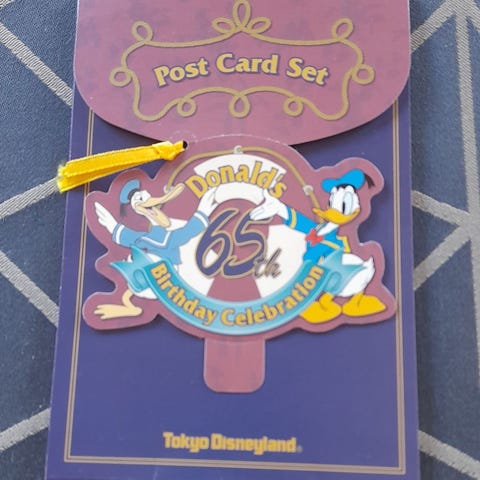 Post Card Set
Donald's
65th
Birthday Celebration
Tokyo Disneyland®